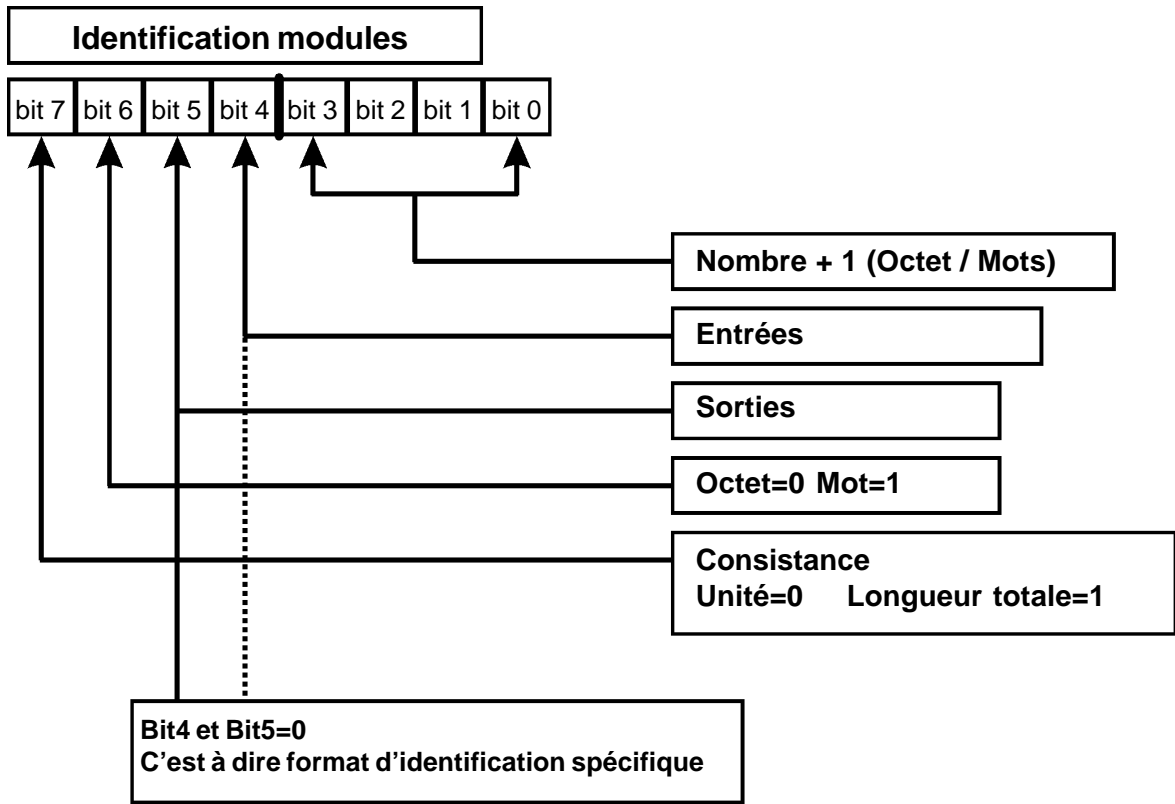 Identification modules
bit 7 bit 6 bit 5 bit 4 bit 3 bit 2 bit 1 bit 0
Nombre + 1 (Octet / Mots)
Entrées
Sorties
Octet=0 Mot=1
Consistance
Unité=0 Longueur totale=1
Bit4 et Bit5=0
C'est à dire format d'identification spécifique